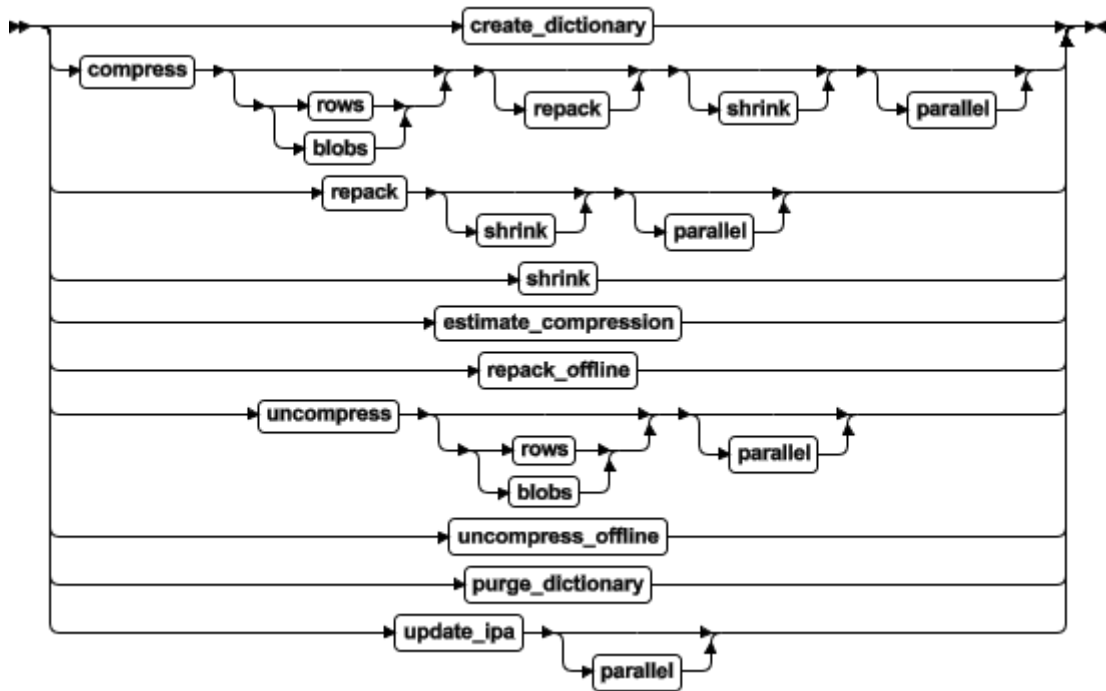 create_dictionary
compress
rows
repack
shrink
parallel
blobs
repack
shrink
parallel
shrink
estimate_compression
repack_offline
uncompress
rows
parallel
blobs
uncompress_offline
purge_dictionary
update_ipa
parallel